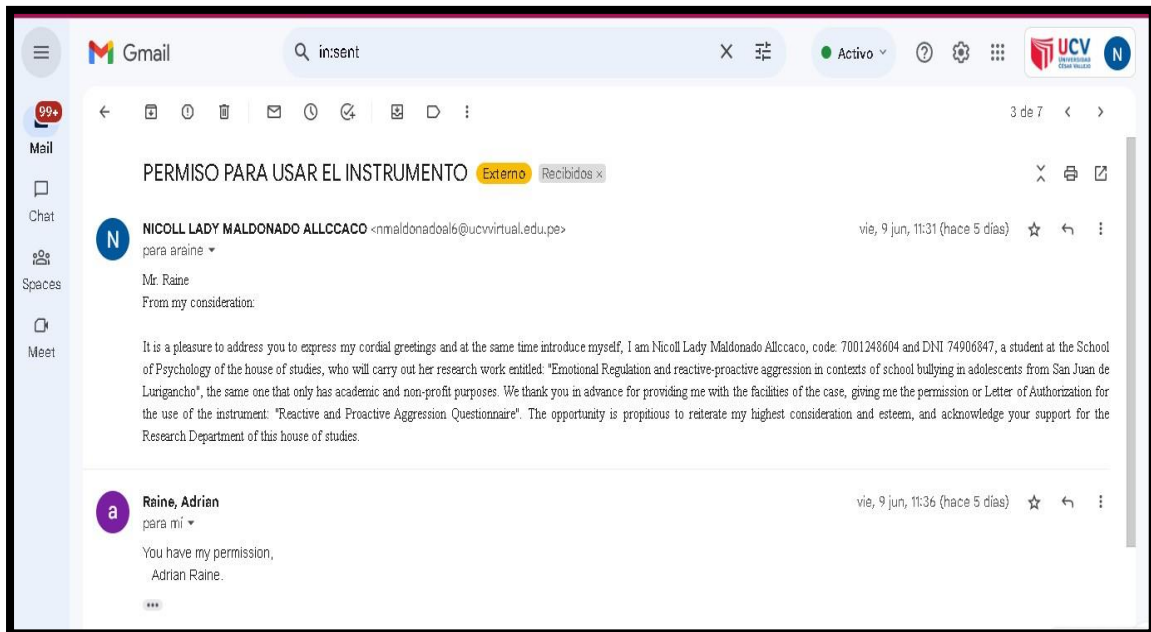 Gmail
in:sent
Activo
UCV
UNIVERSIDAD
CÉSAR VALLEJO
N
99+
Mail
Chat
Spaces
Meet
3 de 7
PERMISO PARA USAR EL INSTRUMENTO Externo Recibidos x
N
NICOLL LADY MALDONADO ALLCCACO <nmaldonadoal6@ucvvirtual.edu.pe> vie, 9 jun, 11:31 (hace 5 días)
para araine
Mr. Raine
From my consideration:
It is a pleasure to address you to express my cordial greetings and at the same time introduce myself, I am Nicoll Lady Maldonado Allccaco, code: 7001248604 and DNI 74906847, a student at the School
of Psychology of the house of studies, who will carry out her research work entitled: "Emotional Regulation and reactive-proactive aggression in contexts of school bullying in adolescents from San Juan de
Lurigancho", the same one that only has academic and non-profit purposes. We thank you in advance for providing me with the facilities of the case, giving me the permission or Letter of Authorization for
the use of the instrument: "Reactive and Proactive Aggression Questionnaire". The opportunity is propitious to reiterate my highest consideration and esteem, and acknowledge your support for the
Research Department of this house of studies.
a
Raine, Adrian vie, 9 jun, 11:36 (hace 5 días)
para mí
You have my permission,
Adrian Raine.